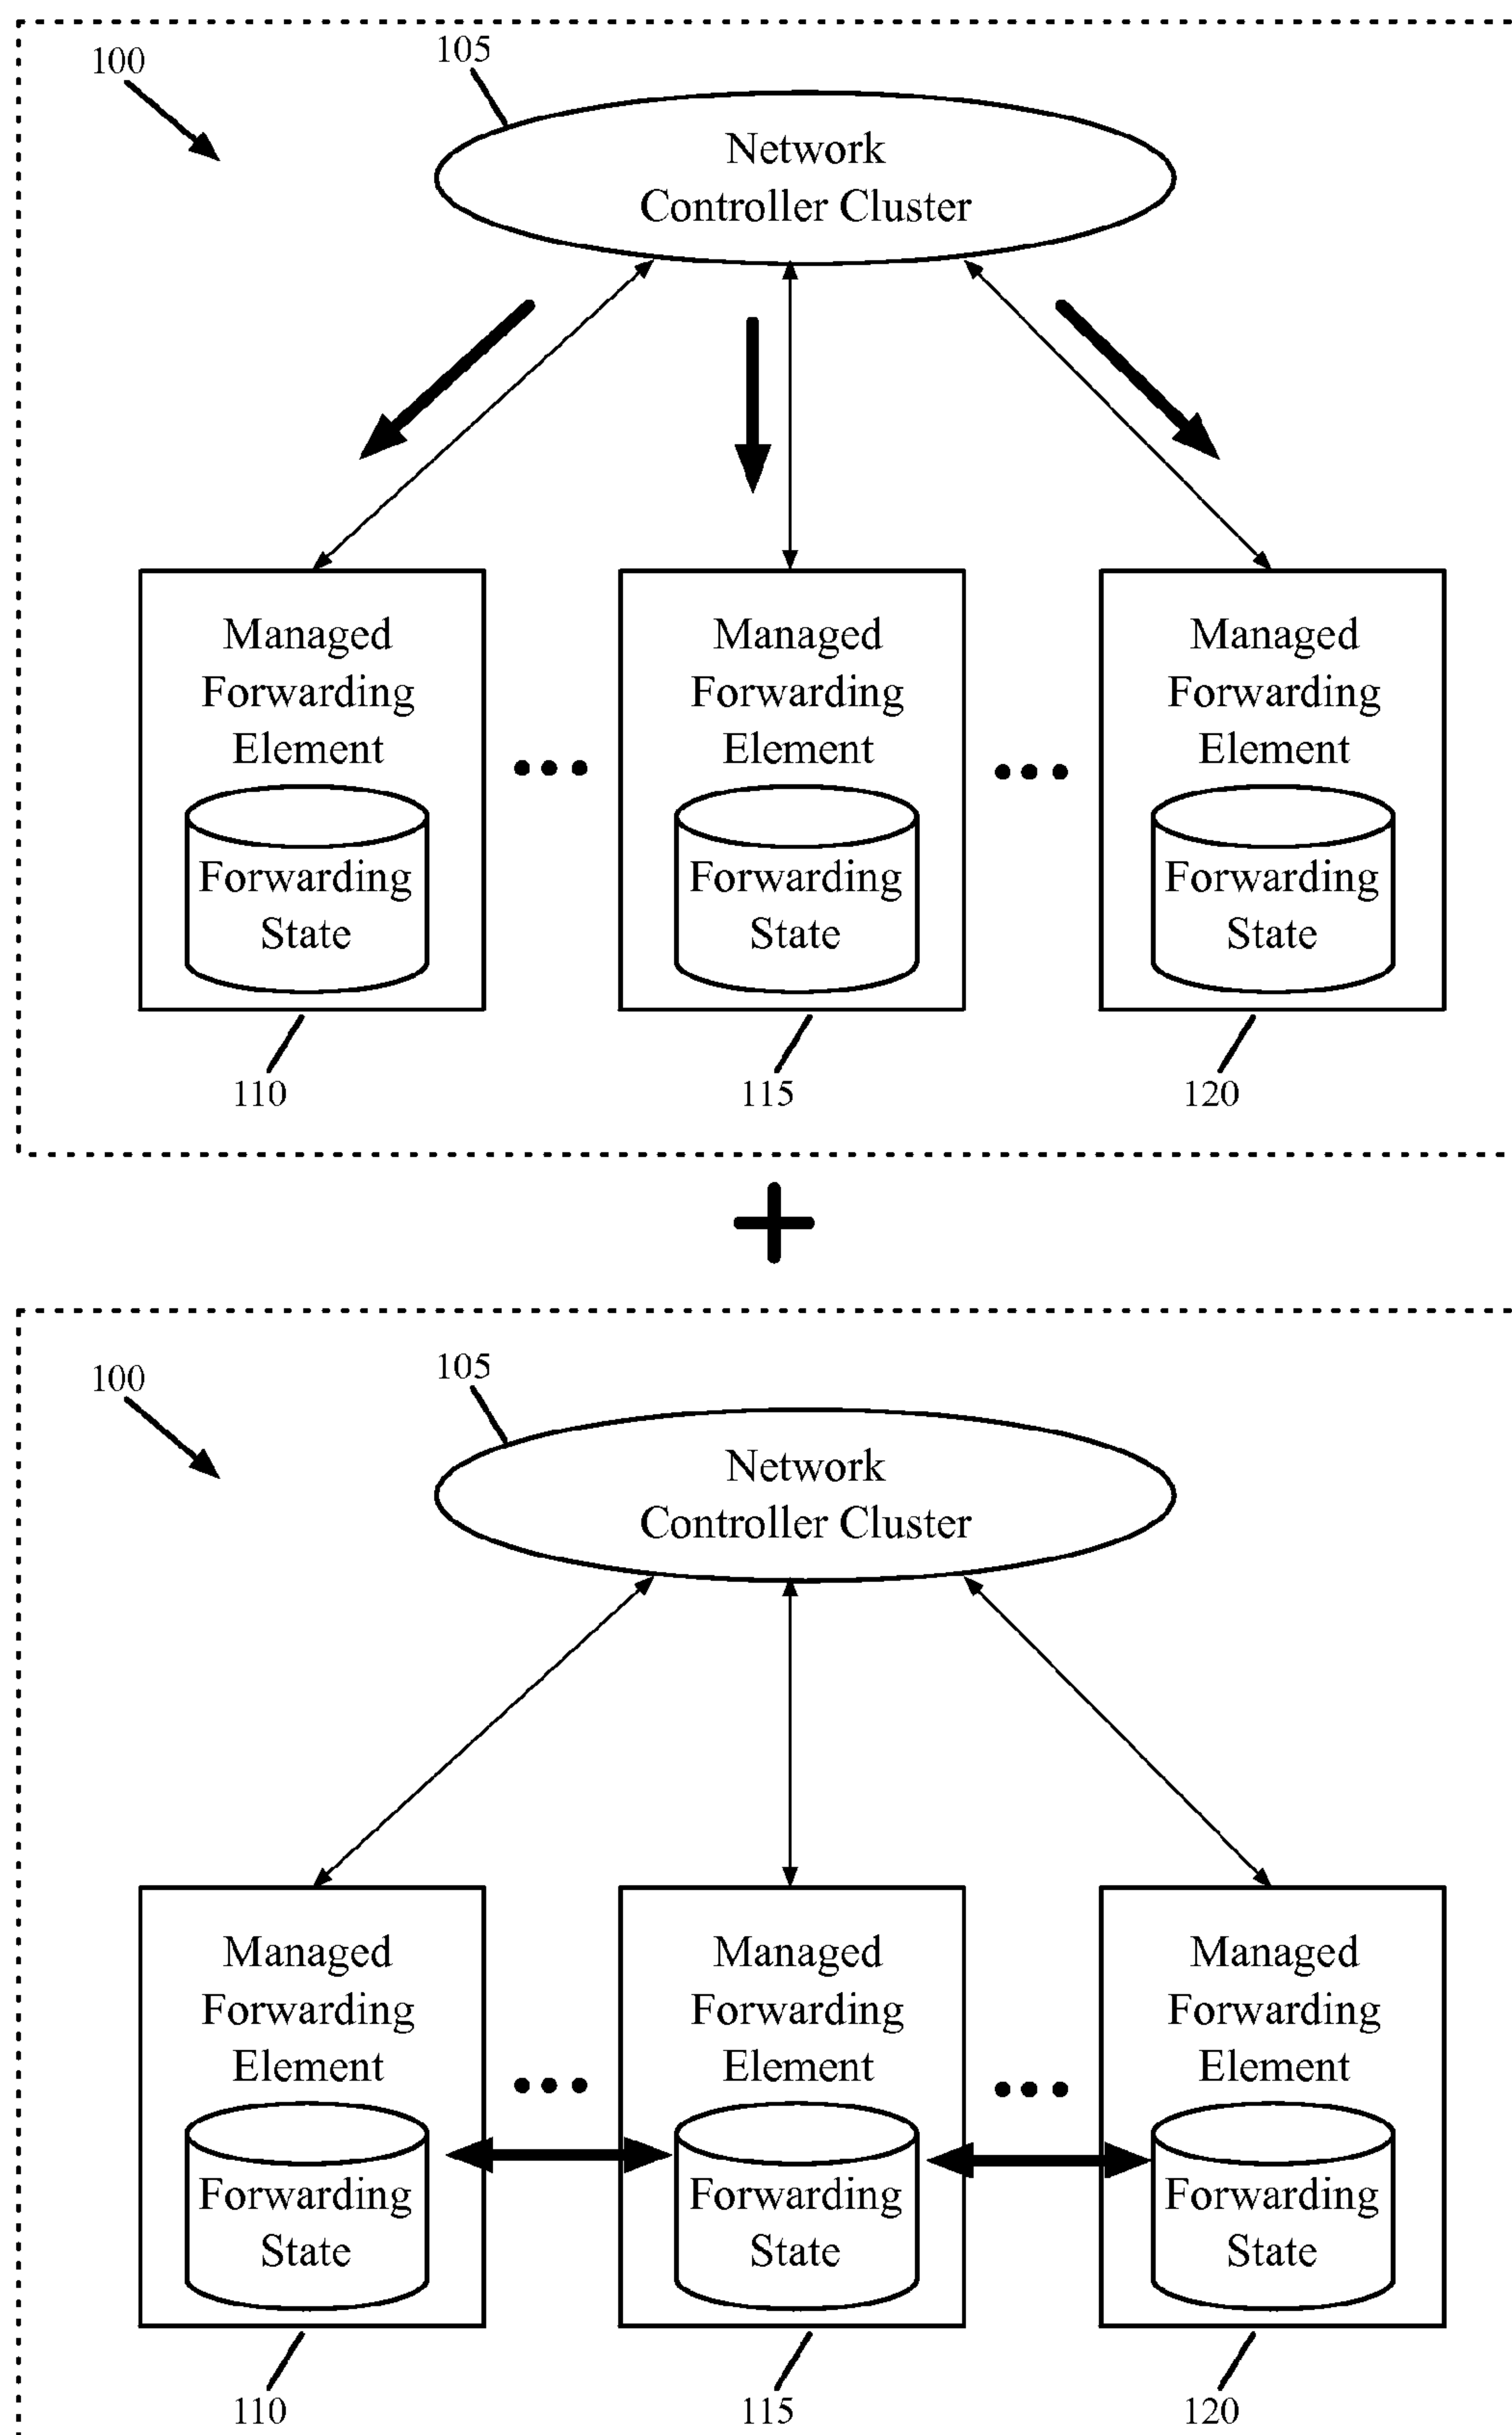 100
105
Network
Controller Cluster
Managed
Forwarding
Element
Forwarding
State
Managed
Forwarding
Element
Forwarding
State
Managed
Forwarding
Element
Forwarding
State
110
115
120
+
100
105
Network
Controller Cluster
Managed
Forwarding
Element
Forwarding
State
Managed
Forwarding
Element
Forwarding
State
Managed
Forwarding
Element
Forwarding
State
110
115
120